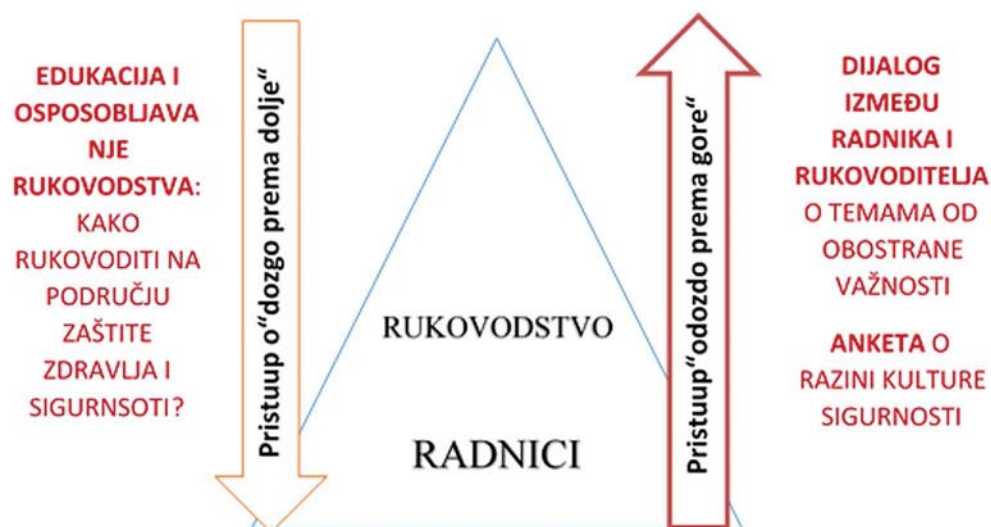 EDUKACIJA I
OSPOSOBLJAVA
NJE
RUKOVODSTVA:
KAKO
RUKOVODITI NA
PODRUČJU
ZAŠTITE
ZDRAVLJA I
SIGURNSOTI?
Pristuup o“dozgo prema dolje“
RUKOVODSTVO
RADNICI
Pristuup“odozdo prema gore“
DIJALOG
IZMEĐU
RADNIKA I
RUKOVODITELJA
O TEMAMA OD
OBOSTRANE
VAŽNOSTI
ANKETA O
RAZINI KULTURE
SIGURNOSTI